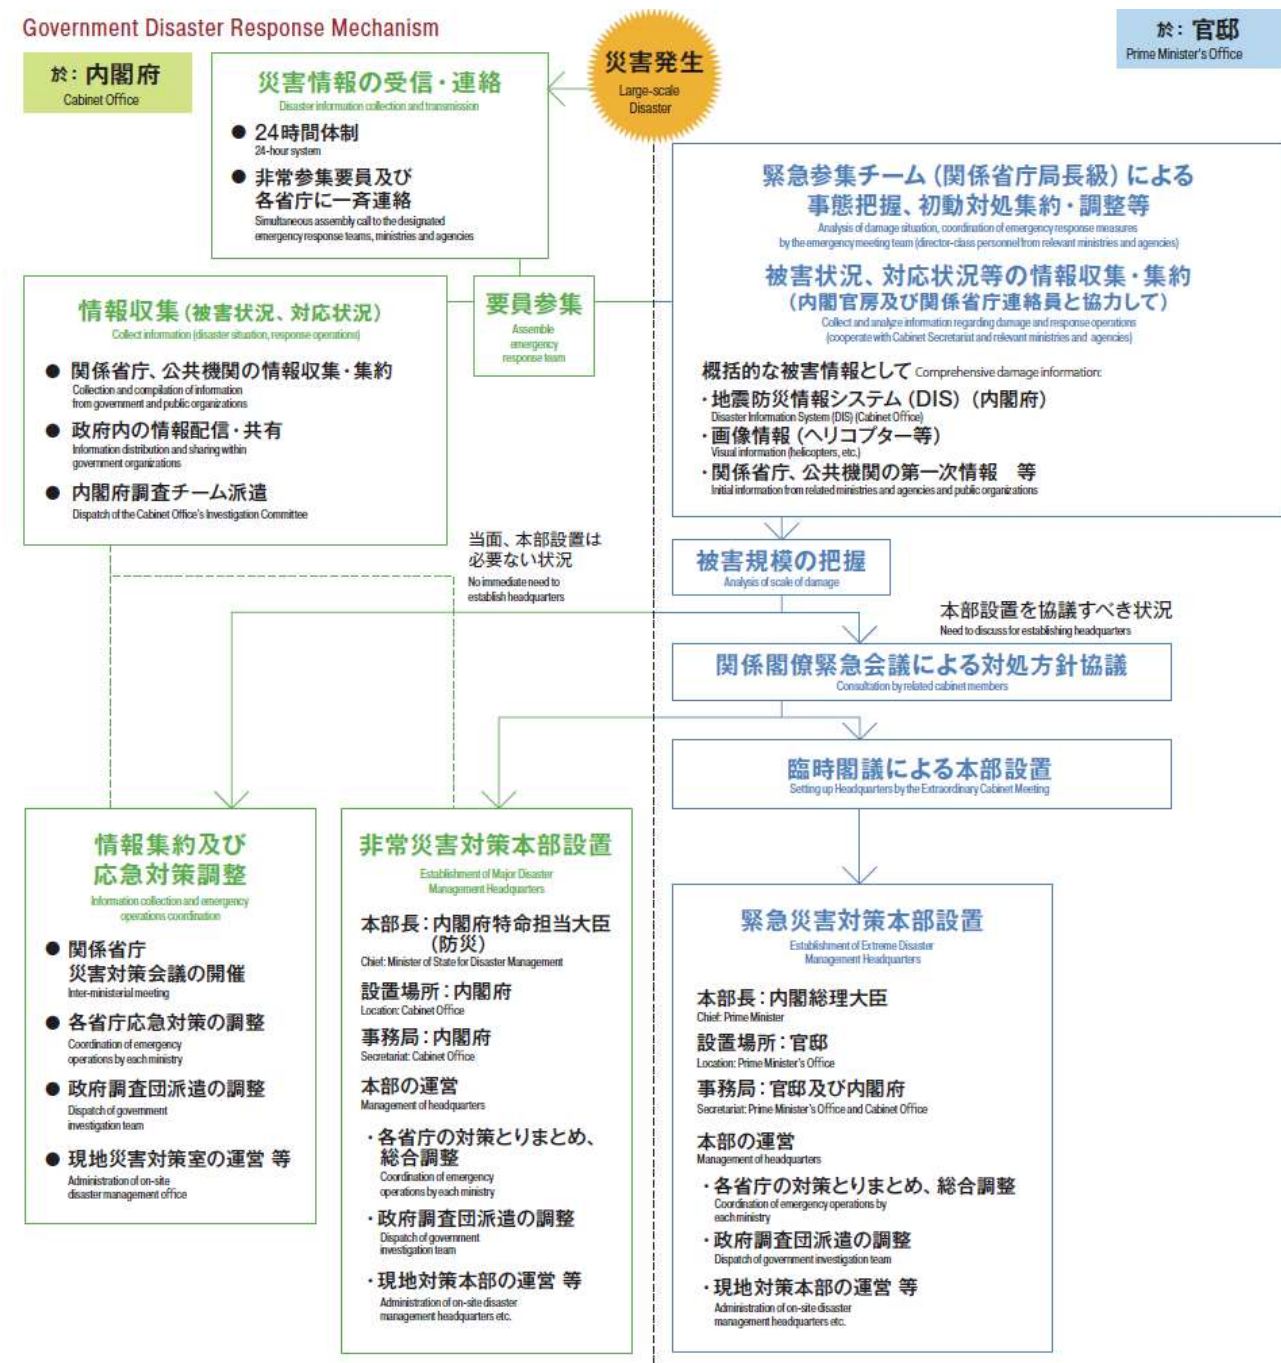 Government Disaster Response Mechanism
於：内閣府
Cabinet Office
災害情報の受信・連絡
Disaster information collection and transmission
● 24時間体制
24-hour system
● 非常参集要員及び
各省庁に一斉連絡
Simultaneous assembly call to the designated
emergency response teams, ministries and agencies
災害発生
Large-scale
Disaster
於：官邸
Prime Minister's Office
緊急参集チーム（関係省庁局長級）による
事態把握、初動対処集約・調整等
Analysis of damage situation, coordination of emergency response measures
by the emergency meeting team (director-class personnel from relevant ministries and agencies)
被害状況、対応状況等の情報収集・集約
（内閣官房及び関係省庁連絡員と協力して）
Collect and analyze information regarding damage and response operations
(cooperate with Cabinet Secretariat and relevant ministries and agencies)
概括的な被害情報として Comprehensive damage information:
・地震防災情報システム（DIS）（内閣府）
Disaster Information System (DIS) (Cabinet Office)
・画像情報（ヘリコプター等）
Visual information (helicopters, etc.)
・関係省庁、公共機関の第一次情報 等
Initial information from related ministries and agencies and public organizations
情報収集（被害状況、対応状況）
Collect information (disaster situation, response operations)
● 関係省庁、公共機関の情報収集・集約
Collection and compilation of information
from government and public organizations
● 政府内の情報配信・共有
Information distribution and sharing within
government organizations
● 内閣府調査チーム派遣
Dispatch of the Cabinet Office's Investigation Committee
要員参集
Assemble
emergency
response team
当面、本部設置は
必要ない状況
No immediate need to
establish headquarters
被害規模の把握
Analysis of scale of damage
本部設置を協議すべき状況
Need to discuss for establishing headquarters
関係閣僚緊急会議による対処方針協議
Consultation by related cabinet members
臨時閣議による本部設置
Setting up Headquarters by the Extraordinary Cabinet Meeting
情報集約及び
応急対策調整
Information collection and emergency
operations coordination
● 関係省庁
災害対策会議の開催
Inter-ministerial meeting
● 各省庁応急対策の調整
Coordination of emergency
operations by each ministry
● 政府調査団派遣の調整
Dispatch of government
investigation team
● 現地災害対策室の運営 等
Administration of on-site
disaster management office
非常災害対策本部設置
Establishment of Major Disaster
Management Headquarters
本部長：内閣府特命担当大臣
（防災）
Chief: Minister of State for Disaster Management
設置場所：内閣府
Location: Cabinet Office
事務局：内閣府
Secretariat: Cabinet Office
本部の運営
Management of headquarters
・各省庁の対策とりまとめ、
総合調整
Coordination of emergency
operations by each ministry
・政府調査団派遣の調整
Dispatch of government
investigation team
・現地対策本部の運営 等
Administration of on-site disaster
management headquarters etc.
緊急災害対策本部設置
Establishment of Extreme Disaster
Management Headquarters
本部長：内閣総理大臣
Chief: Prime Minister
設置場所：官邸
Location: Prime Minister's Office
事務局：官邸及び内閣府
Secretariat: Prime Minister's Office and Cabinet Office
本部の運営
Management of headquarters
・各省庁の対策とりまとめ、総合調整
Coordination of emergency operations by
each ministry
・政府調査団派遣の調整
Dispatch of government investigation team
・現地対策本部の運営 等
Administration of on-site disaster
management headquarters etc.